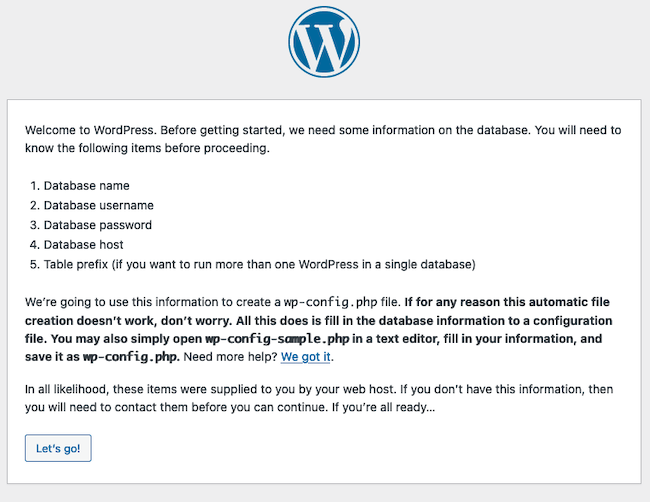 Welcome to WordPress. Before getting started, we need some information on the database. You will need to
know the following items before proceeding.
1. Database name
2. Database username
3. Database password
4. Database host
5. Table prefix (if you want to run more than one WordPress in a single database)
We’re going to use this information to create a wp-config.php file. If for any reason this automatic file
creation doesn’t work, don’t worry. All this does is fill in the database information to a configuration
file. You may also simply open wp-config-sample.php in a text editor, fill in your information, and
save it as wp-config.php. Need more help? We got it.
In all likelihood, these items were supplied to you by your web host. If you don’t have this information, then
you will need to contact them before you can continue. If you’re all ready…
Let’s go!